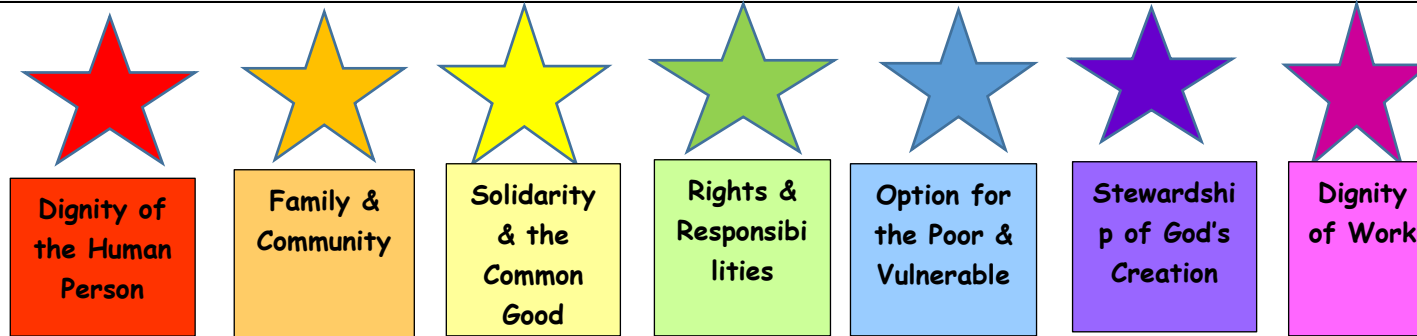 Dignity of
the Human
Person
Family &
Community
Solidarity
& the
Common
Good
Rights &
Responsibi
lities
Option for
the Poor &
Vulnerable
Stewardshi
p of God's
Creation
Dignity
of Work